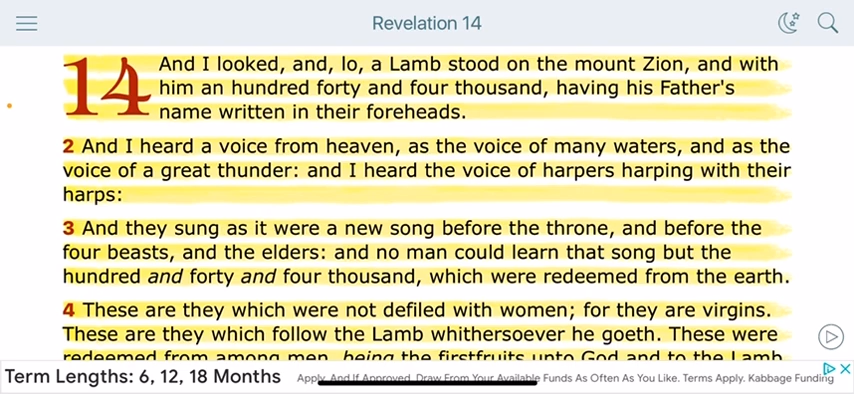 Revelation 14
14 And I looked, and, lo, a Lamb stood on the mount Zion, and with
him an hundred forty and four thousand, having his Father's
name written in their foreheads.
2 And I heard a voice from heaven, as the voice of many waters, and as the
voice of a great thunder: and I heard the voice of harpers harping with their
harps:
3 And they sung as it were a new song before the throne, and before the
four beasts, and the elders: and no man could learn that song but the
hundred and forty and four thousand, which were redeemed from the earth.
4 These are they which were not defiled with women; for they are virgins.
These are they which follow the Lamb whithersoever he goeth. These were
redeemed from among men, being the firstfruits unto God and to the Lamb
Term Lengths: 6, 12, 18 Months
Apply, And If Approved, Draw From Your Available Funds As Often As You Like. Terms Apply. Kabbage Funding